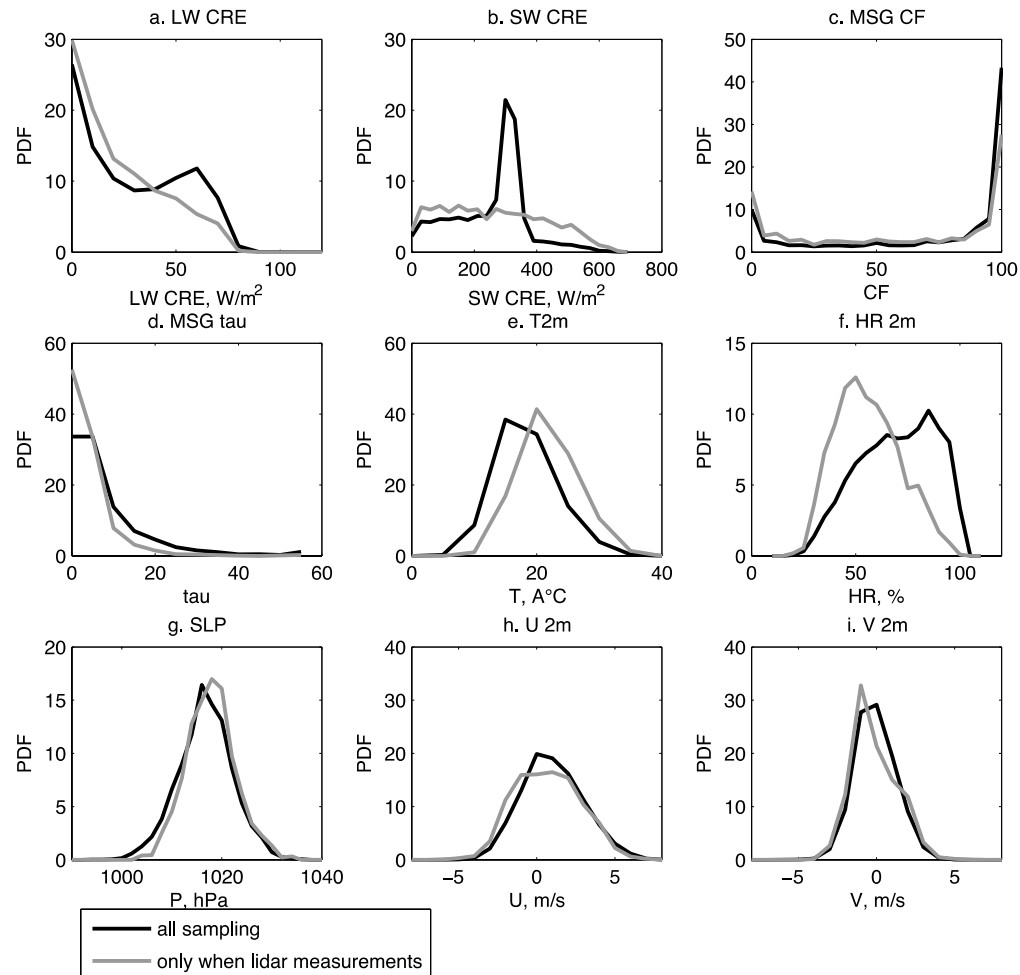 a. LW CRE
b. SW CRE
c. MSG CF
30
20
10
0
PDF
0
50
100
LW CRE, W/m²
30
20
10
0
PDF
0
200
400
600
800
SW CRE, W/m²
50
40
30
20
10
0
PDF
0
50
100
CF
d. MSG tau
e. T2m
f. HR 2m
60
40
20
0
PDF
0
20
40
60
tau
60
40
20
0
PDF
0
20
40
T, A°C
15
10
5
0
PDF
0
50
100
HR, %
g. SLP
h. U 2m
i. V 2m
20
15
10
5
0
PDF
1000
1020
1040
P, hPa
40
30
20
10
0
PDF
−5
0
5
U, m/s
40
30
20
10
0
PDF
−5
0
5
V, m/s
all sampling
only when lidar measurements